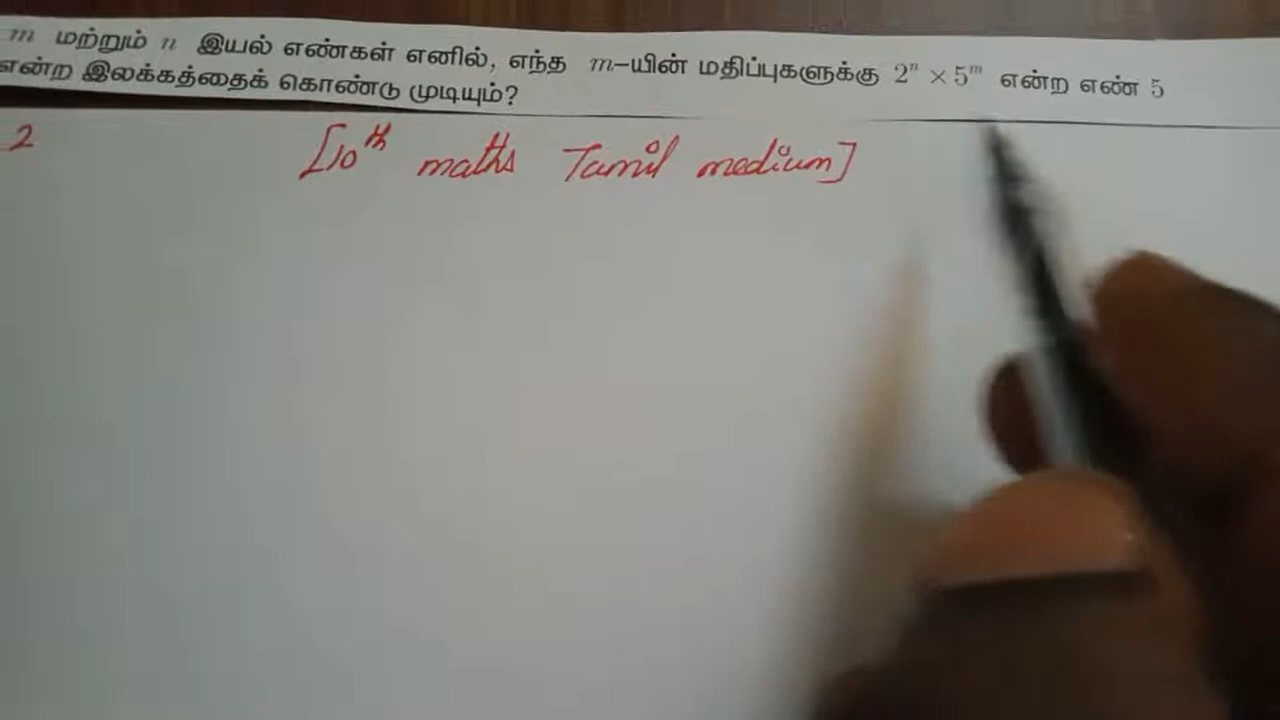 m மற்றும் n இயல் எண்கள் எனில், எந்த m–யின் மதிப்புகளுக்கு 2ⁿ × 5ᵐ என்ற எண் 5
என்ற இலக்கத்தைக் கொண்டு முடியும்?
2 [10th maths Tamil medium]